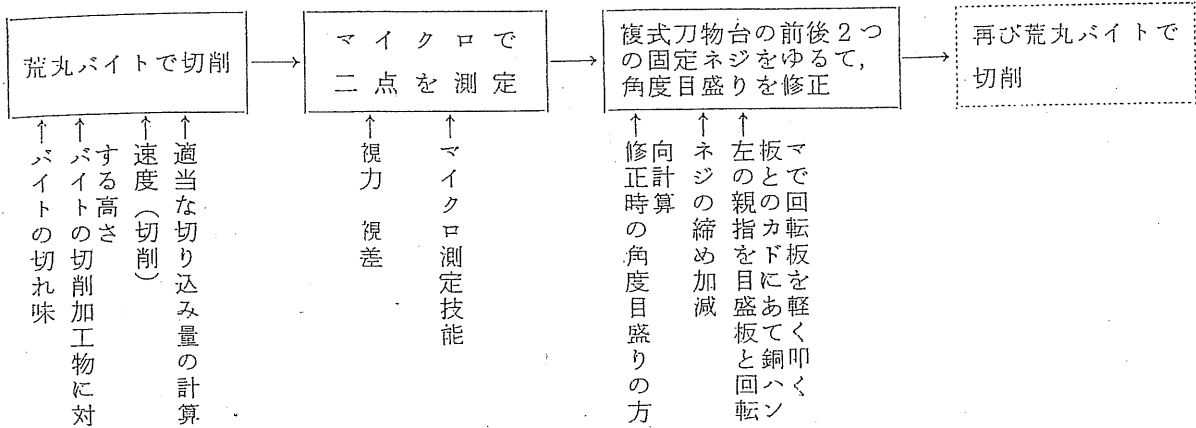 荒丸バイトで切削
マイクロで
二点を測定
複式刀物台の前後2つ
の固定ネジをゆるて,
角度目盛りを修正
再び荒丸バイトで
切削
バイトの切れ味
バイトの切削加工物に対
する高さ
速度(切削)
適当な切り込み量の計算
視力 視差
マイクロ測定技能
修正時の角度目盛りの方
向計算
ネジの締め加減
左の親指を目盛板と回転
板とのカドにあて銅ハン
マで回転板を軽く叩く